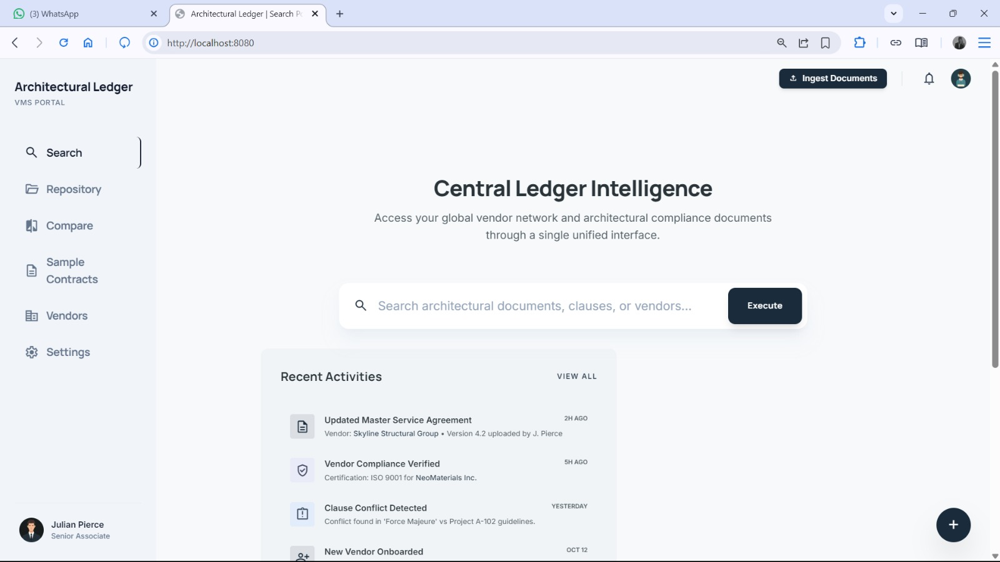 (3) WhatsApp
Architectural Ledger | Search Po
http://localhost:8080
Architectural Ledger
VMS PORTAL
Search
Repository
Compare
Sample
Contracts
Vendors
Settings
Julian Pierce
Senior Associate
Ingest Documents
Central Ledger Intelligence
Access your global vendor network and architectural compliance documents
through a single unified interface.
Search architectural documents, clauses, or vendors...
Execute
Recent Activities
VIEW ALL
Updated Master Service Agreement
2H AGO
Vendor: Skyline Structural Group • Version 4.2 uploaded by J. Pierce
Vendor Compliance Verified
5H AGO
Certification: ISO 9001 for NeoMaterials Inc.
Clause Conflict Detected
YESTERDAY
Conflict found in 'Force Majeure' vs Project A-102 guidelines.
New Vendor Onboarded
OCT 12